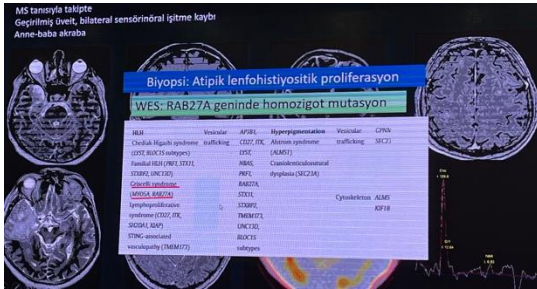 MS tanısıyla takipte
Geçirilmiş üveit, bilateral sensörinöral işitme kaybı
Anne-baba akraba
Biyopsi: Atipik lenfohistiyositik proliferasyon
WES: RAB27A geninde homozigot mutasyon
HLH Vesicular AP3B1, Hyperpigmentation Vesicular GPNMB
Chediak-Higashi syndrome trafficking CD27, ITK, Alstrom syndrome trafficking SEC23
(LYST, BLOC1S subtypes) LYST, (ALMS1)
Familial HLH (PRF1, STX11, NBAS, Craniolenticulosutural
STXBP2, UNC13D) PRF1, dysplasia (SEC23A)
Griscelli syndrome RAB27A,
(MYO5A, RAB27A) STX11, Cytoskeleton ALMS
Lymphoproliferative STXBP2, KIF1B
syndrome (CD27, ITK, TMEM173,
SH2D1A, XIAP) UNC13D,
STING-associated BLOC1S
vasculopathy (TMEM173) subtypes